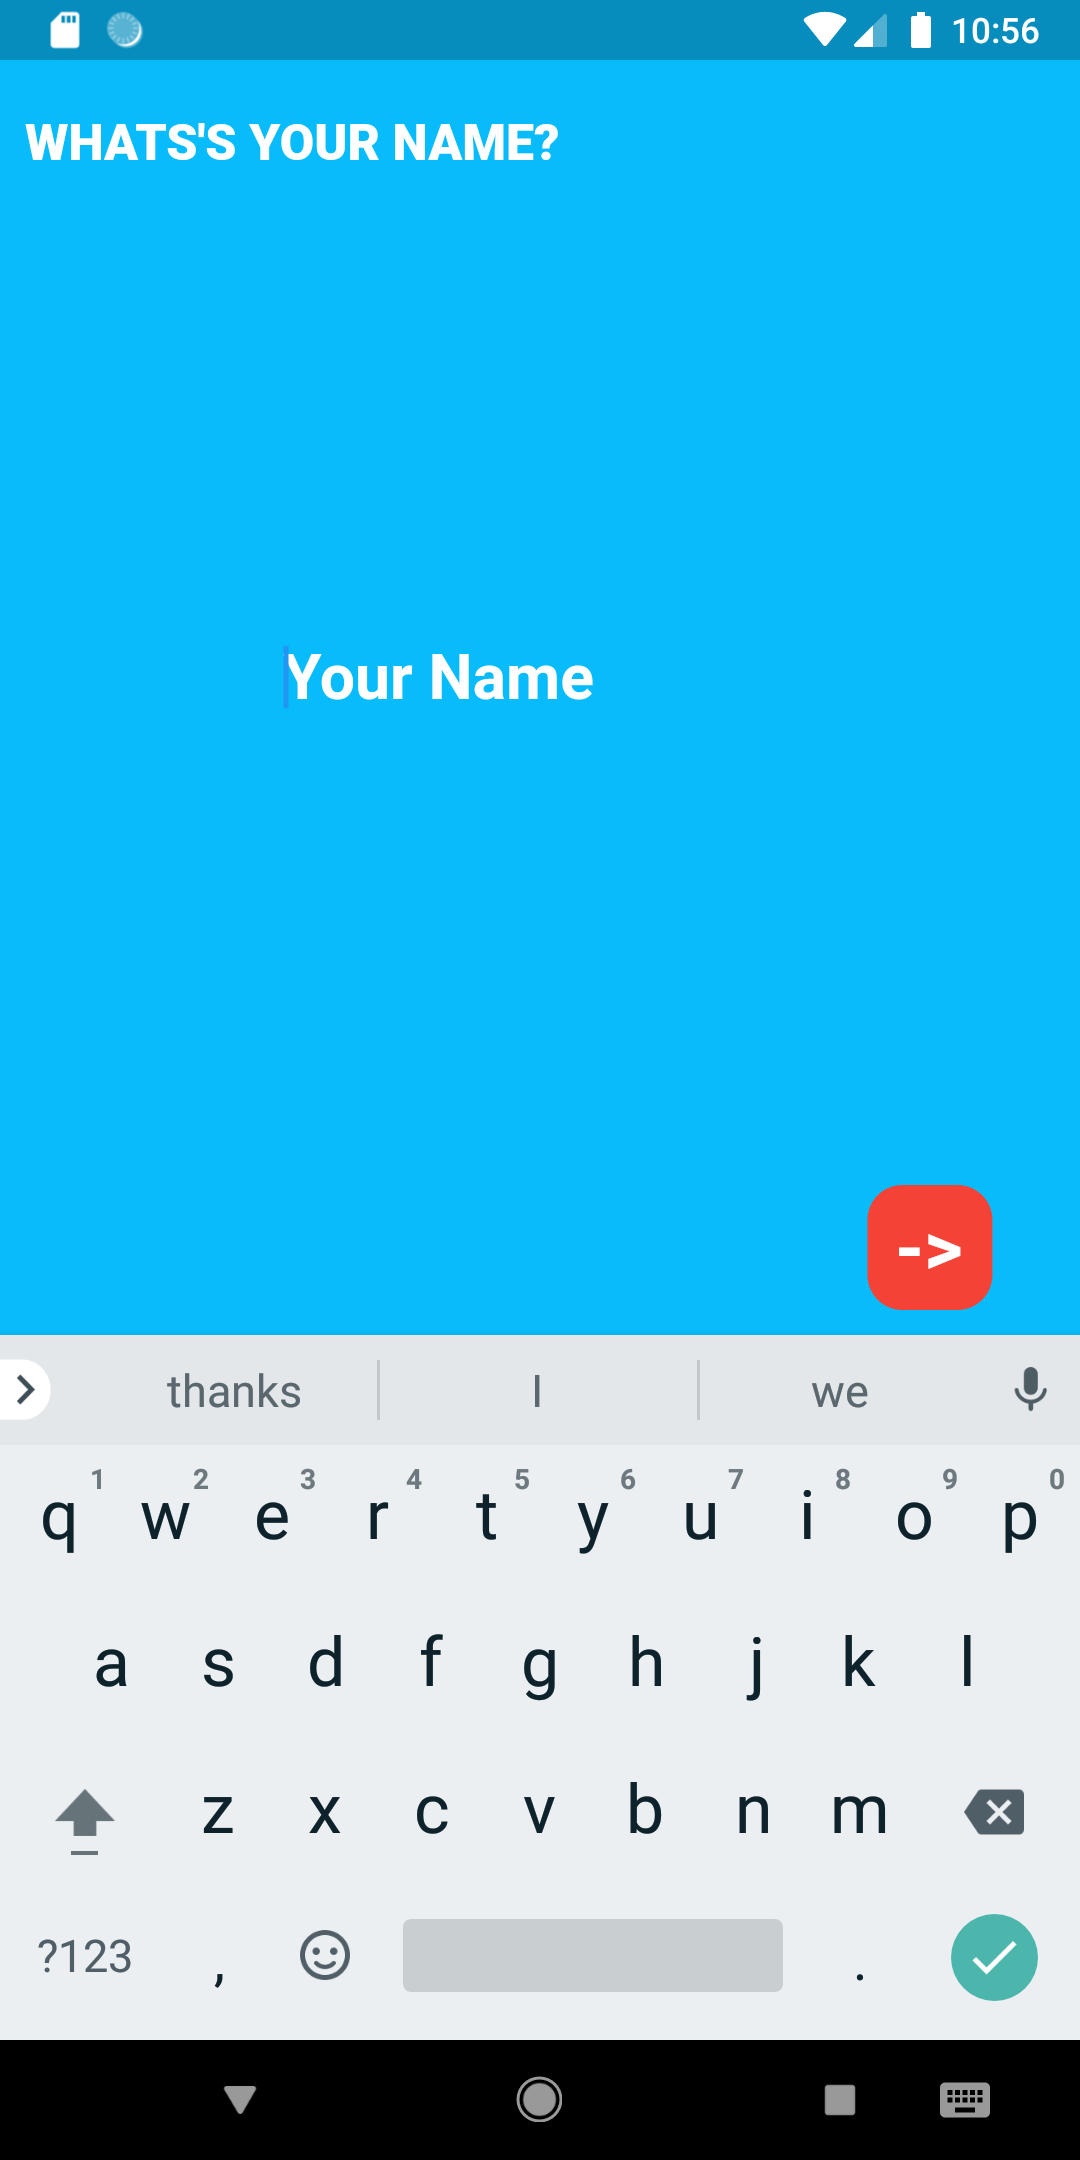 10:56
WHATS'S YOUR NAME?
Your Name
->
thanks I we
1 2 3 4 5 6 7 8 9 0
q w e r t y u i o p
a s d f g h j k l
z x c v b n m
?123 , .